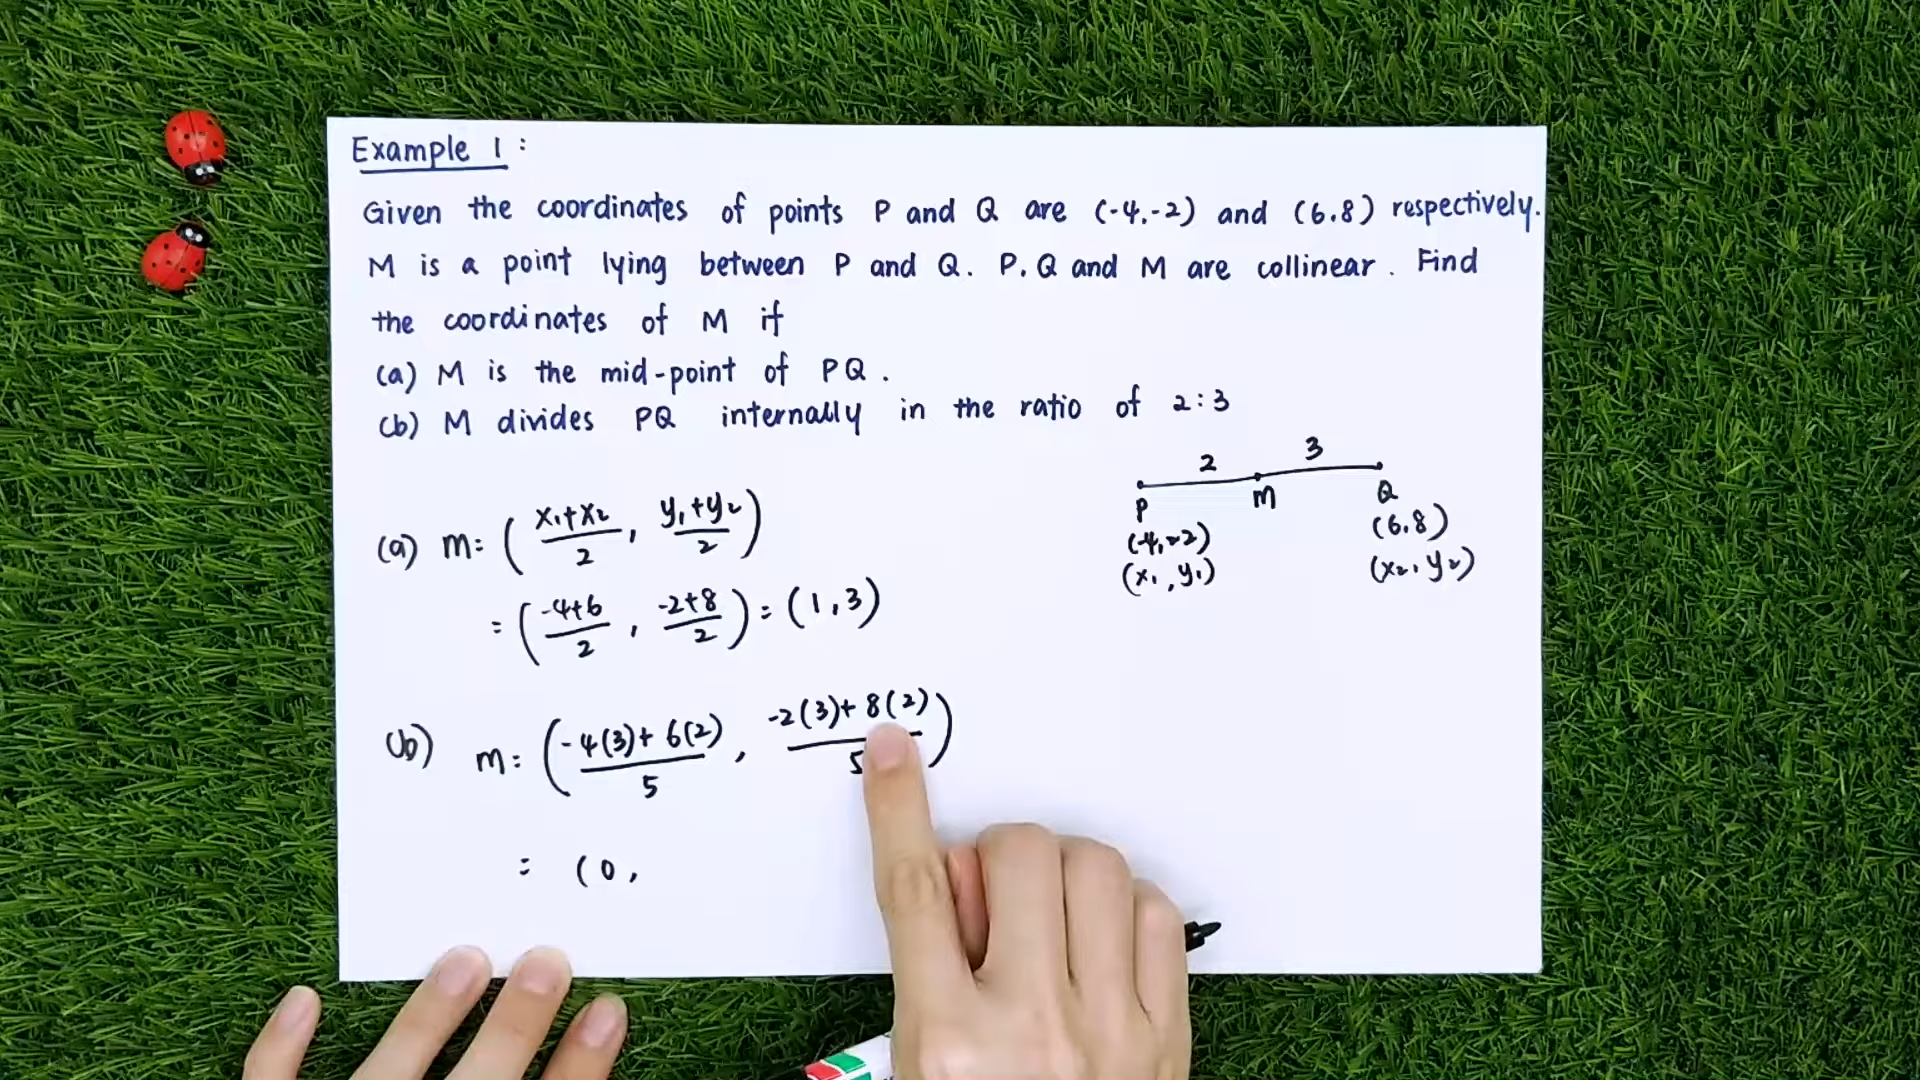 Example 1:
Given the coordinates of points P and Q are (-4,-2) and (6,8) respectively.
M is a point lying between P and Q. P, Q and M are collinear. Find
the coordinates of M if
(a) M is the mid-point of PQ.
(b) M divides PQ internally in the ratio of 2:3
2 3
P M Q
(-4,-2) (6,8)
(x₁, y₁) (x₂, y₂)
(a) m = ( (x₁+x₂)/2 , (y₁+y₂)/2 )
= ( (-4+6)/2 , (-2+8)/2 ) = (1,3)
(b) m = ( (-4(3)+6(2))/5 , (-2(3)+8(2))/5 )
= (0,